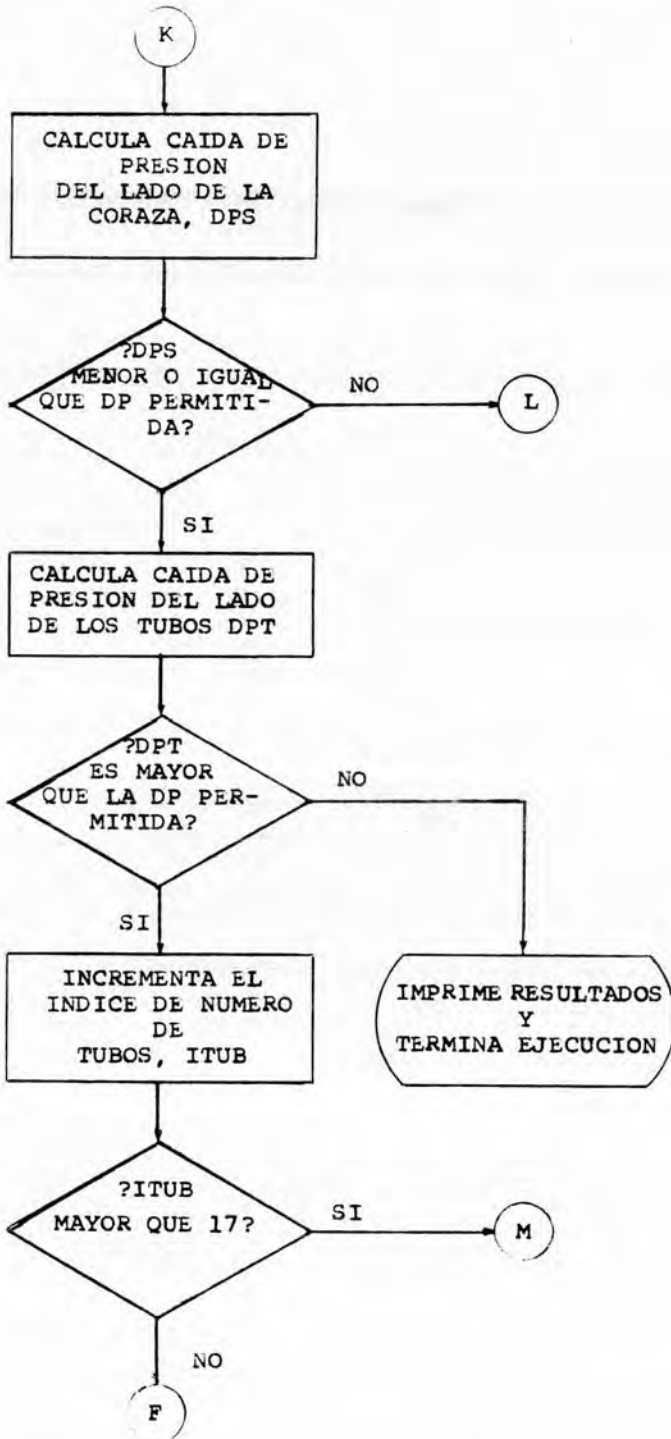 K
CALCULA CAIDA DE
PRESION
DEL LADO DE LA
CORAZA, DPS
?DPS
MENOR O IGUAL
QUE DP PERMITI-
DA?
NO
L
SI
CALCULA CAIDA DE
PRESION DEL LADO
DE LOS TUBOS DPT
?DPT
ES MAYOR
QUE LA DP PER-
MITIDA?
NO
SI
INCREMENTA EL
INDICE DE NUMERO
DE
TUBOS, ITUB
IMPRIME RESULTADOS
Y
TERMINA EJECUCION
?ITUB
MAYOR QUE 17?
SI
M
NO
F